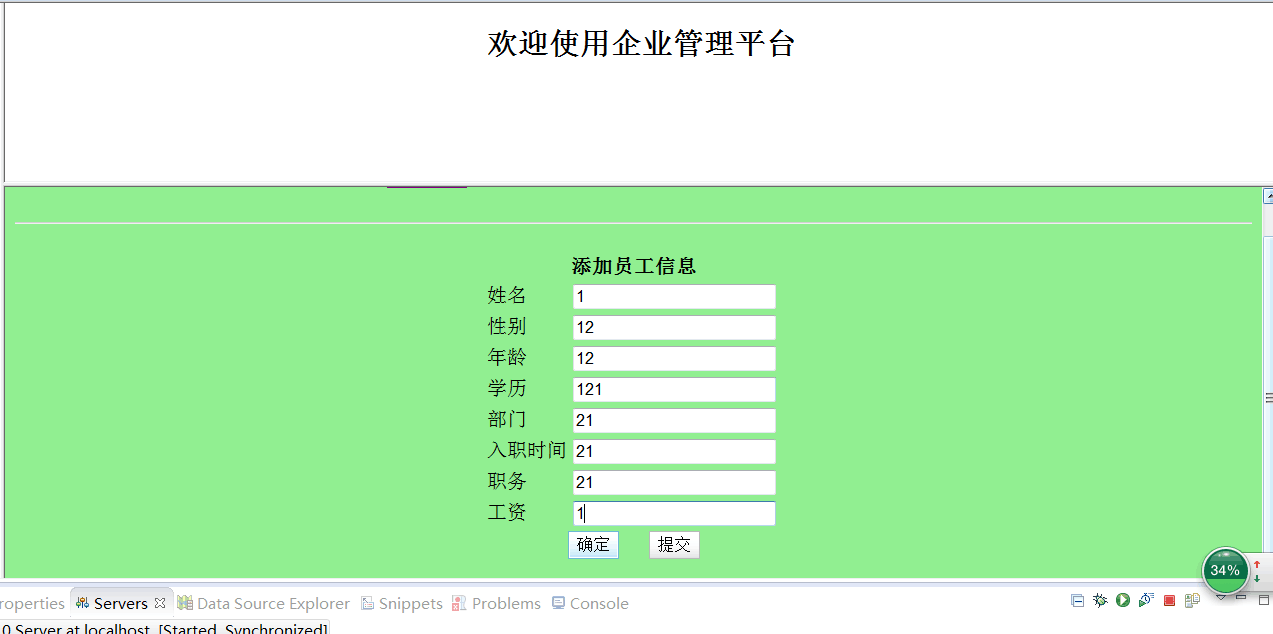 欢迎使用企业管理平台
添加员工信息
姓名 1
性别 12
年龄 12
学历 121
部门 21
入职时间 21
职务 21
工资 1
确定 提交
34%
roperties Servers Data Source Explorer Snippets Problems Console
0 Server at localhost [Started, Synchronized]